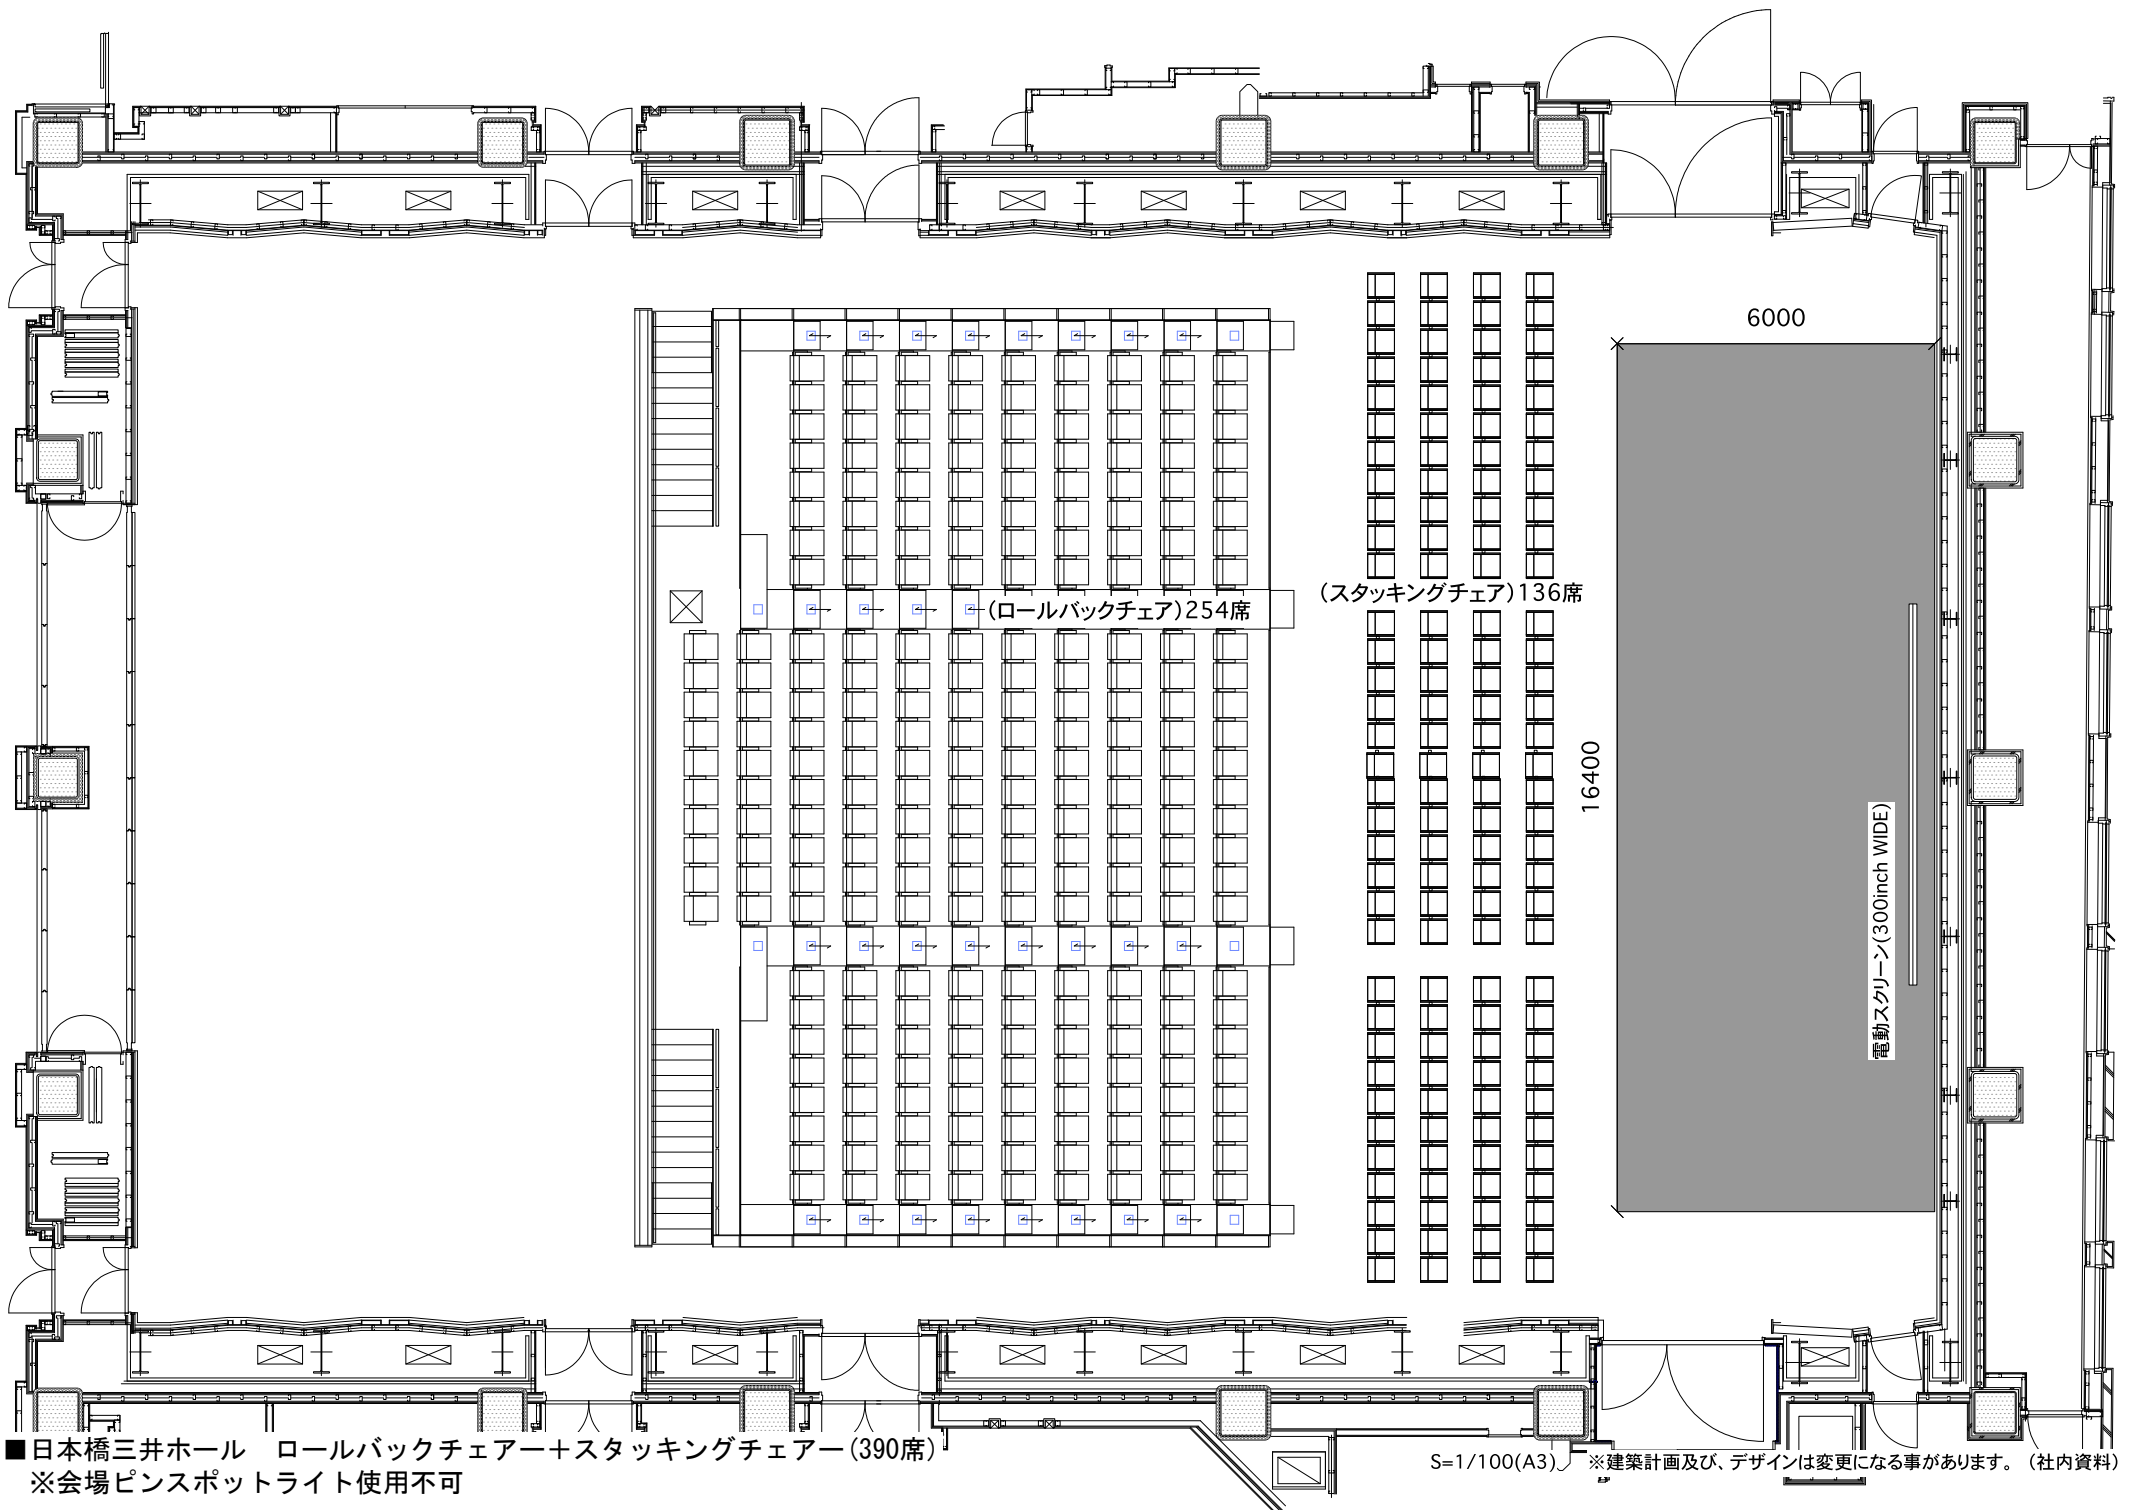 6000
(スタッキングチェア)136席
(ロールバックチェア)254席
16400
電動スクリーン(300inch WIDE)
■日本橋三井ホール　ロールバックチェアー＋スタッキングチェアー(390席)
※会場ピンスポットライト使用不可
S=1/100(A3)
※建築計画及び、デザインは変更になる事があります。（社内資料）